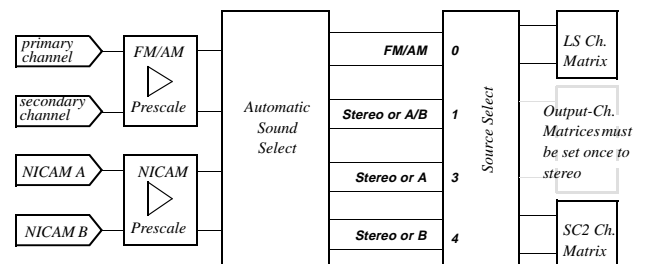 primary
channel
secondary
channel
NICAM A
NICAM B
FM/AM
Prescale
NICAM
Prescale
Automatic
Sound
Select
FM/AM
Stereo or A/B
Stereo or A
Stereo or B
0
1
3
4
Source Select
LS Ch.
Matrix
Output-Ch.
Matrices must
be set once to
stereo
SC2 Ch.
Matrix